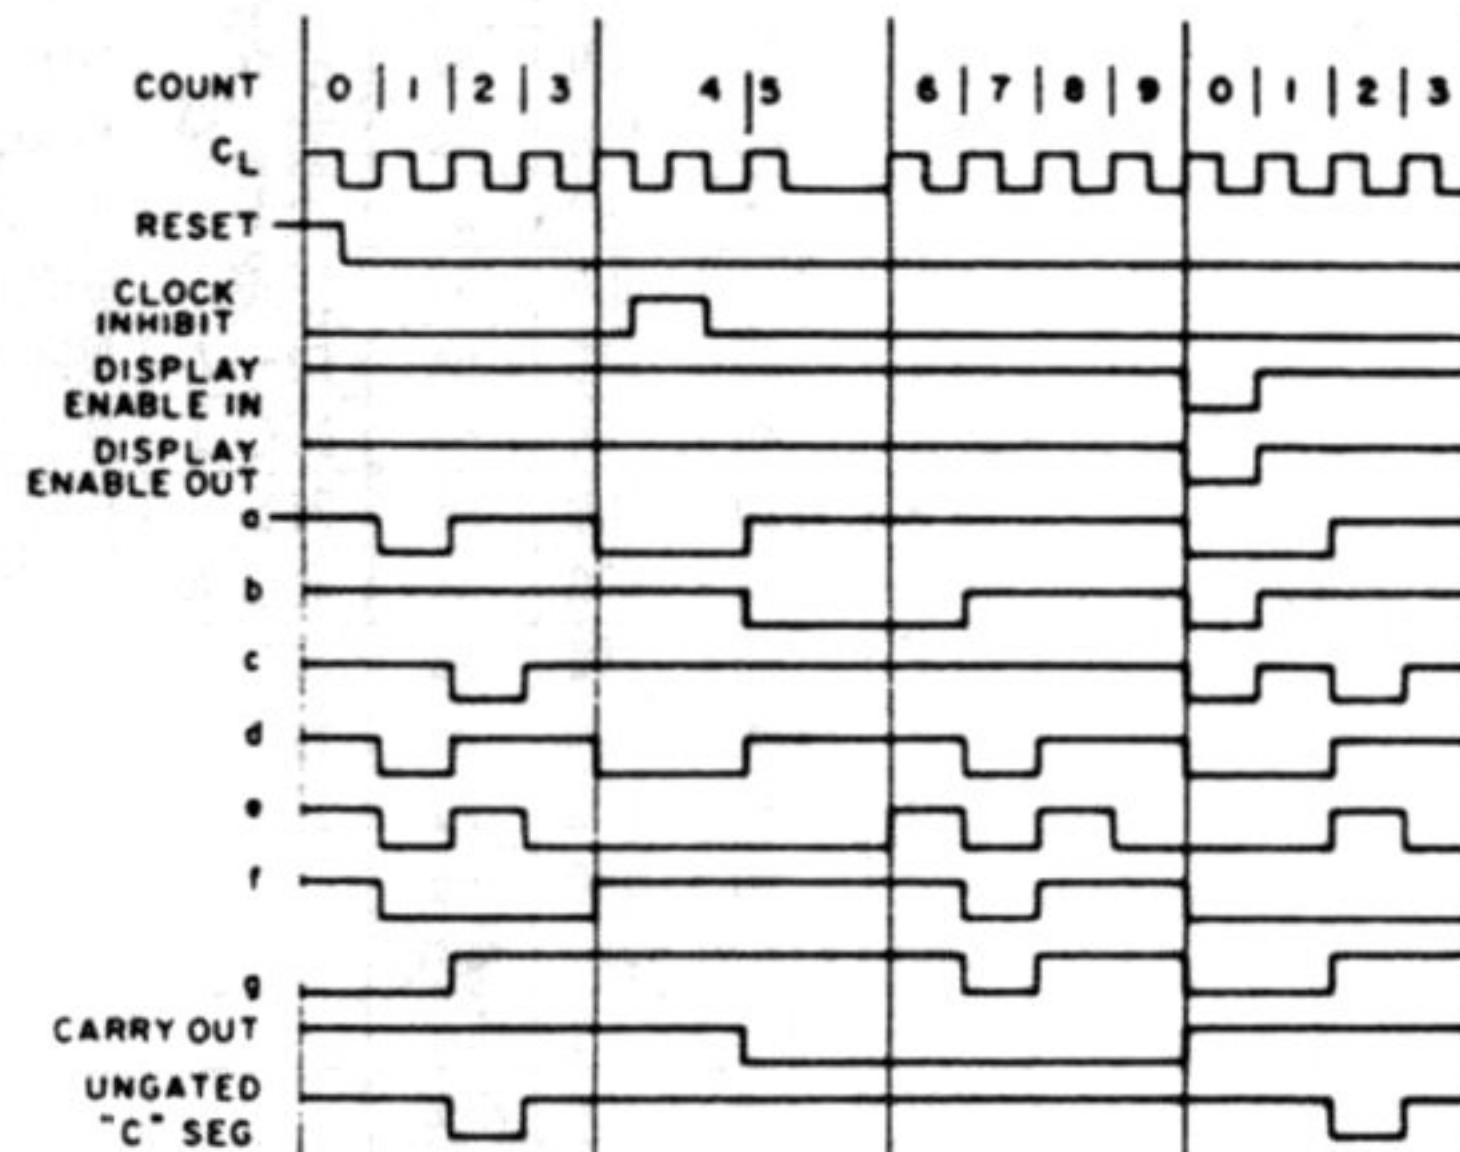 COUNT 0 | 1 | 2 | 3 4 | 5 6 | 7 | 8 | 9 0 | 1 | 2 | 3
CL
RESET
CLOCK
INHIBIT
DISPLAY
ENABLE IN
DISPLAY
ENABLE OUT
a
b
c
d
e
f
g
CARRY OUT
UNGATED
"C" SEG